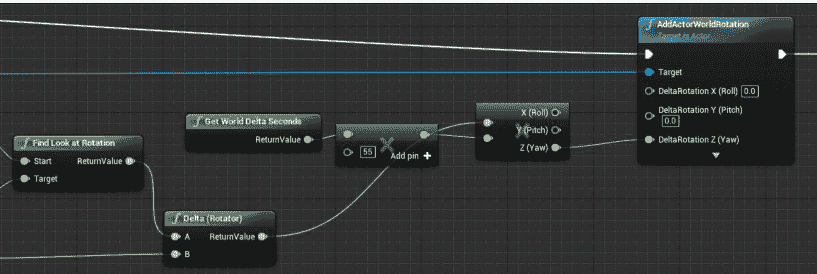 AddActorWorldRotation
Target is Actor
Target
DeltaRotation X (Roll) 0.0
DeltaRotation Y (Pitch)
0.0
DeltaRotation Z (Yaw)
Get World Delta Seconds
ReturnValue
55
Add pin
X (Roll)
Y (Pitch)
Z (Yaw)
Find Look at Rotation
Start ReturnValue
Target
Delta (Rotator)
A ReturnValue
B